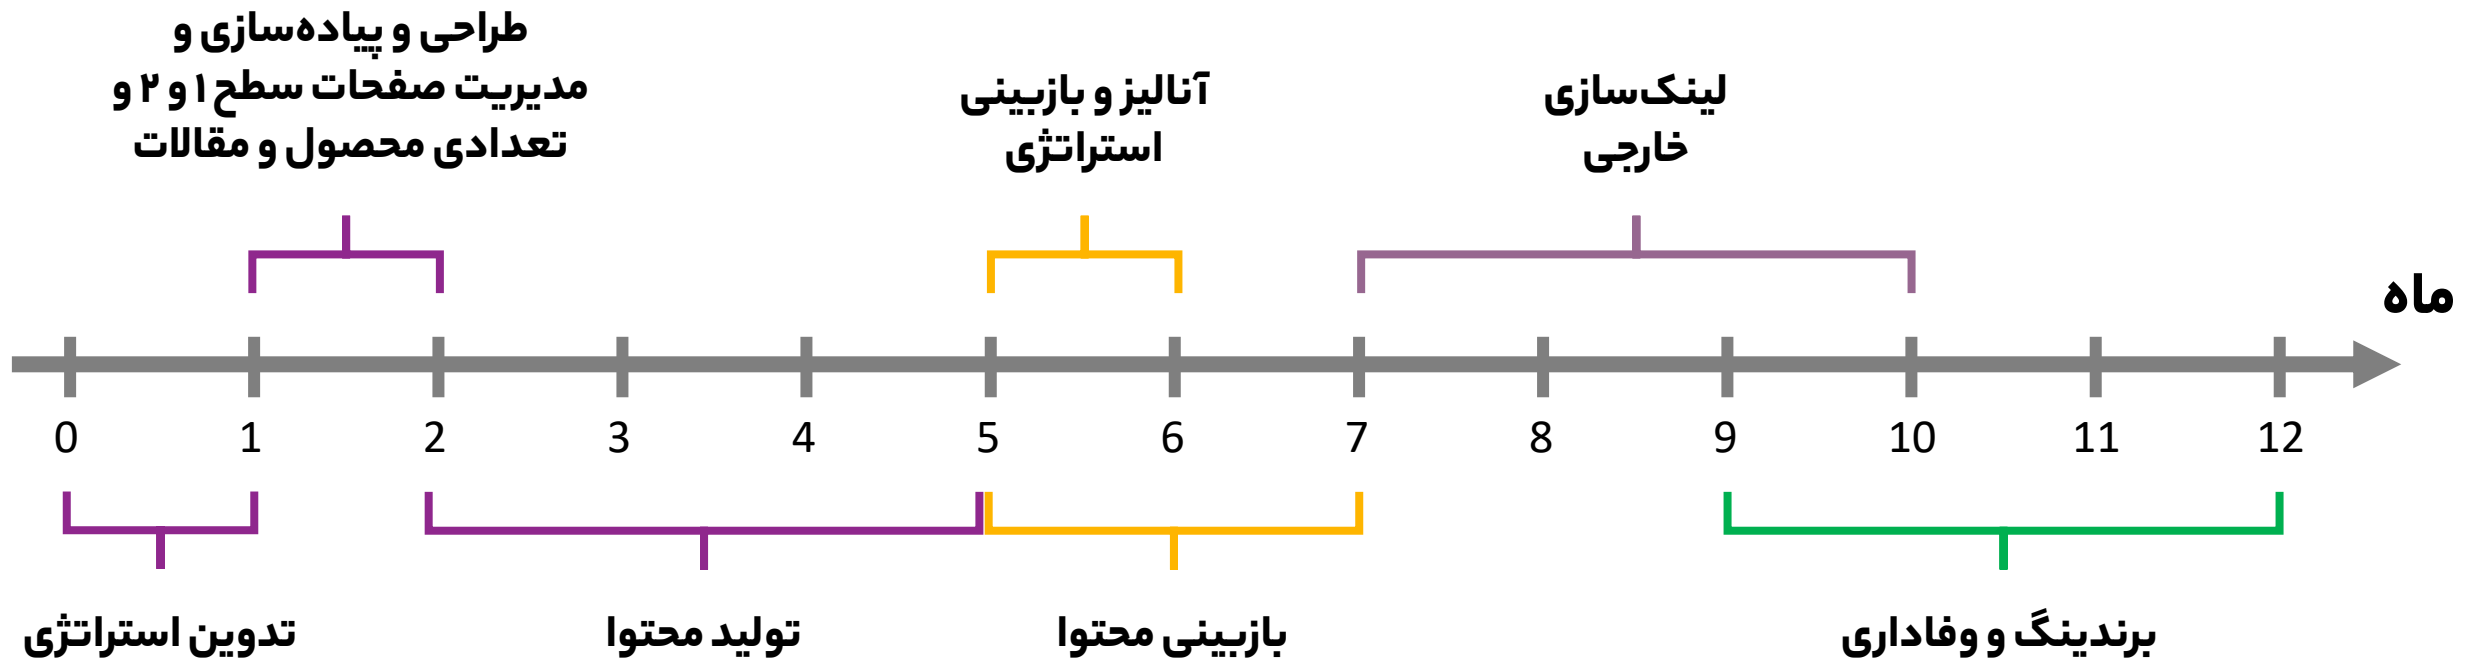 طراحی و پیاده‌سازی و
مدیریت صفحات سطح ۱ و ۲ و
تعدادی محصول و مقالات
آنالیز و بازبینی
استراتژی
لینک‌سازی
خارجی
ماه
0 1 2 3 4 5 6 7 8 9 10 11 12
تدوین استراتژی
تولید محتوا
بازبینی محتوا
برندینگ و وفاداری